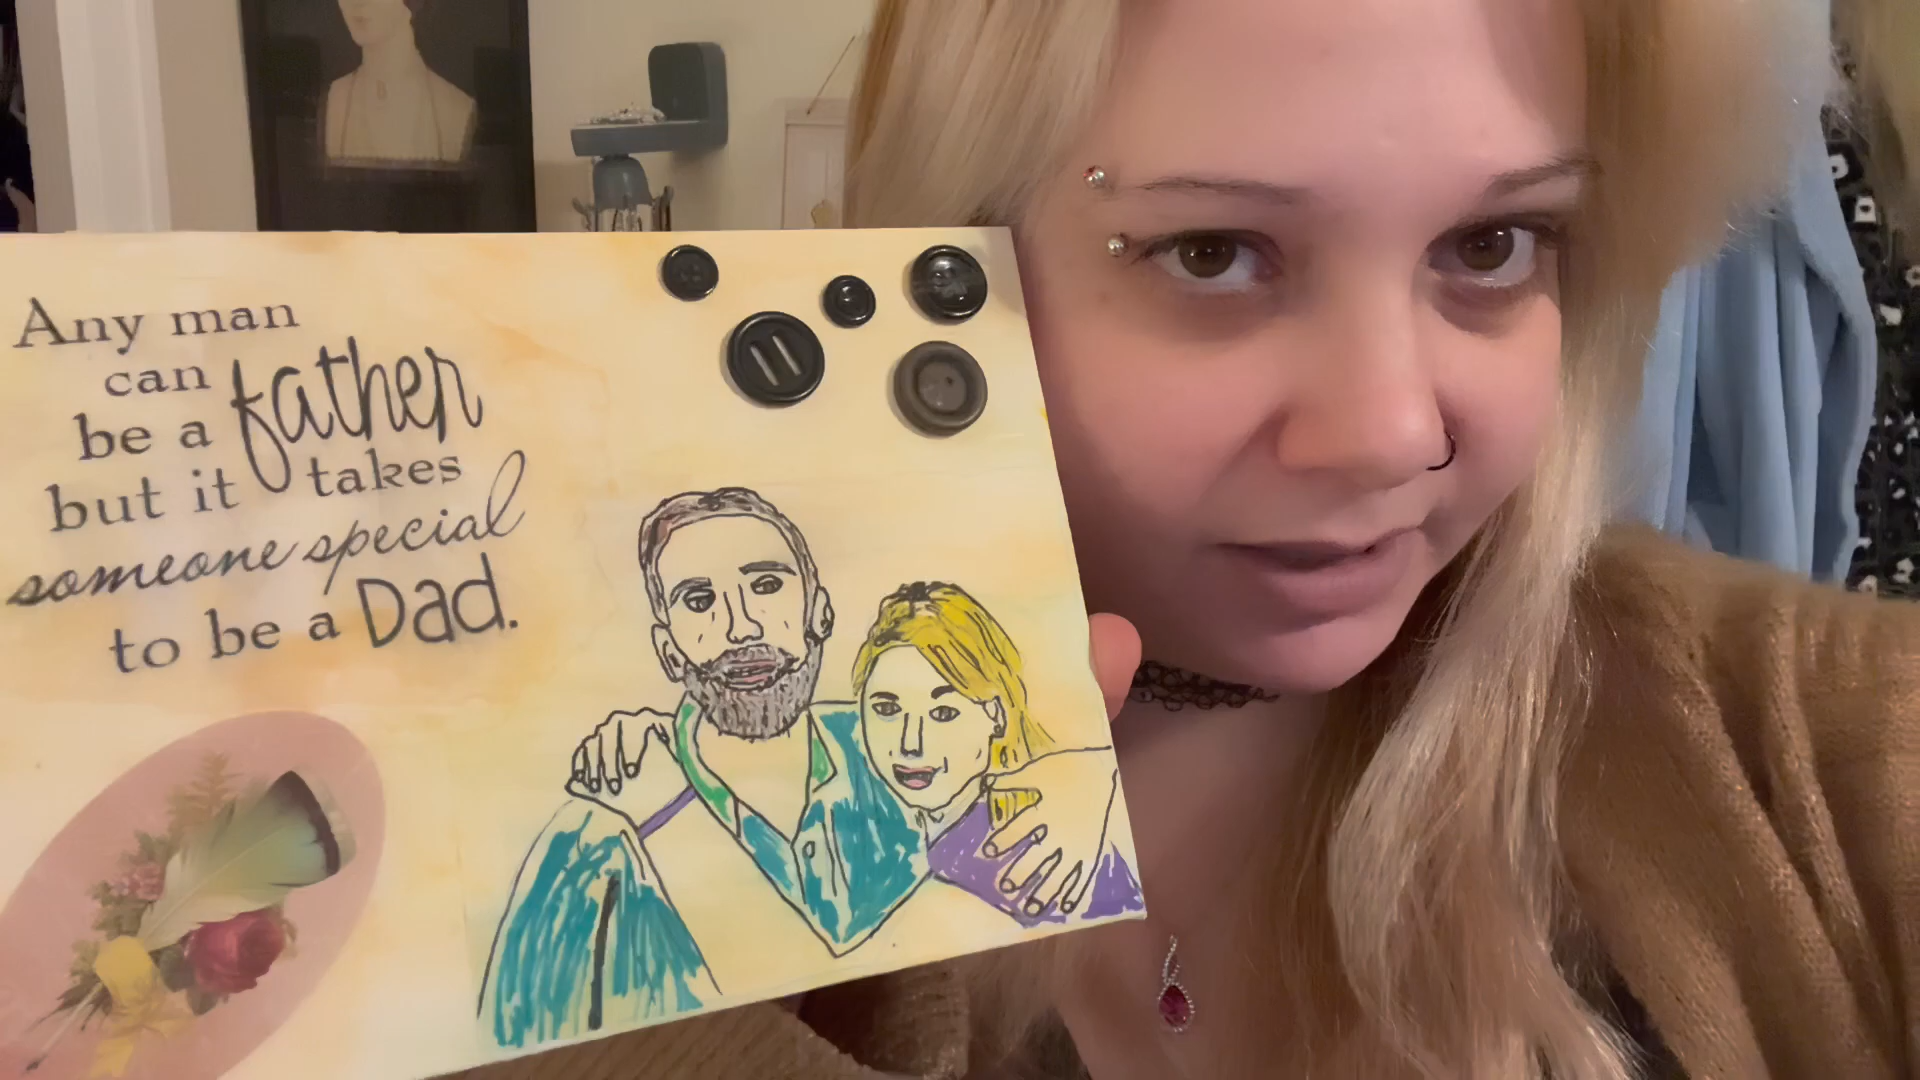 Any man
can
be a father
but it takes
someone special
to be a Dad.
B